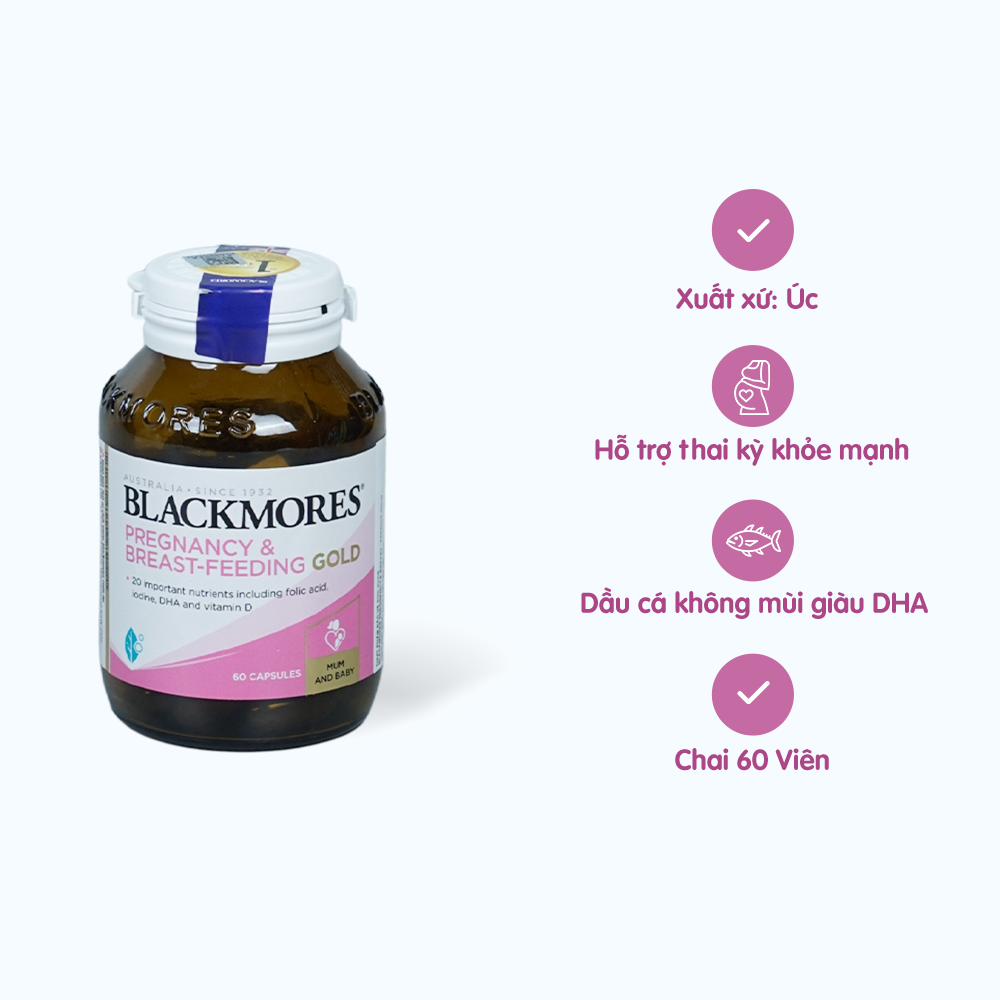 BLACKMORES
AUSTRALIA • SINCE 1932
BLACKMORES®
PREGNANCY &
BREAST-FEEDING GOLD
• 20 important nutrients including folic acid,
iodine, DHA and vitamin D
60 CAPSULES
MUM
AND BABY
Xuất xứ: Úc
Hỗ trợ thai kỳ khỏe mạnh
Dầu cá không mùi giàu DHA
Chai 60 Viên